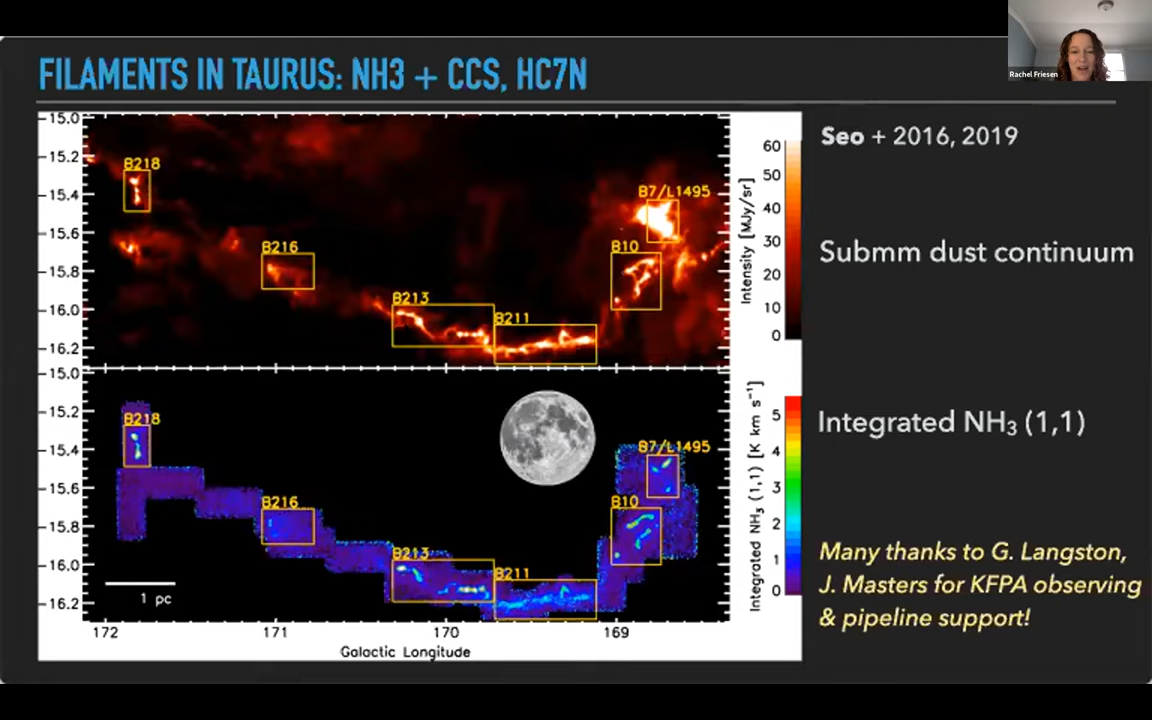 Rachel Friesen
FILAMENTS IN TAURUS: NH3 + CCS, HC7N
Seo + 2016, 2019
Submm dust continuum
Integrated NH₃ (1,1)
Many thanks to G. Langston,
J. Masters for KFPA observing
& pipeline support!
-15.0
-15.2
-15.4
-15.6
-15.8
-16.0
-16.2
B218
B216
B213
B211
B10
B7/L1495
60
50
40
30
20
10
0
Intensity [MJy/sr]
-15.0
-15.2
-15.4
-15.6
-15.8
-16.0
-16.2
B218
B216
B213
B211
B10
B7/L1495
1 pc
5
4
3
2
1
0
Integrated NH₃ (1,1) [K km s⁻¹]
172
171
170
169
Galactic Longitude